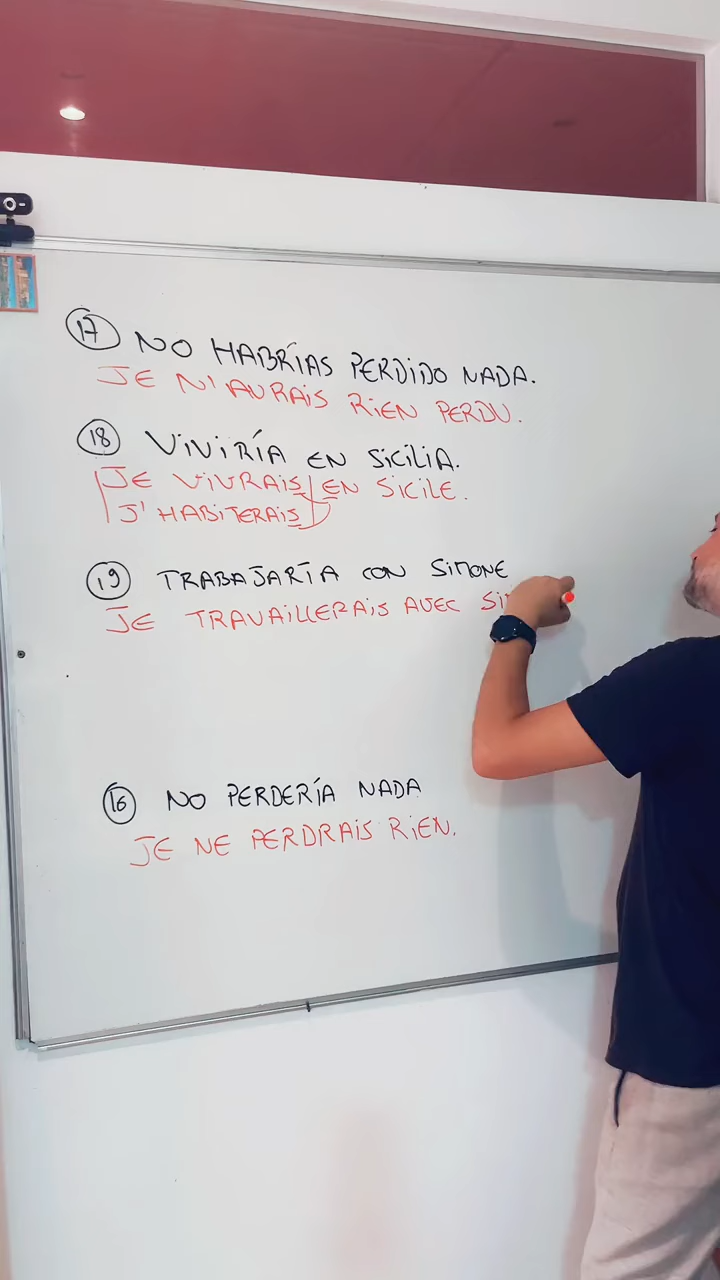 17 NO HABRÍAS PERDIDO NADA.
JE N'AURAIS RIEN PERDU.
18 ViViRÍA EN SiCiLiA.
JE ViVRAiS EN SiCiLE.
J'HABiTERAiS
19 TRABAJARÍA CON SiMONE
JE TRAVAiLLERAiS AVEC
16 NO PERDERÍA NADA
JE NE PERDRAiS RiEN.